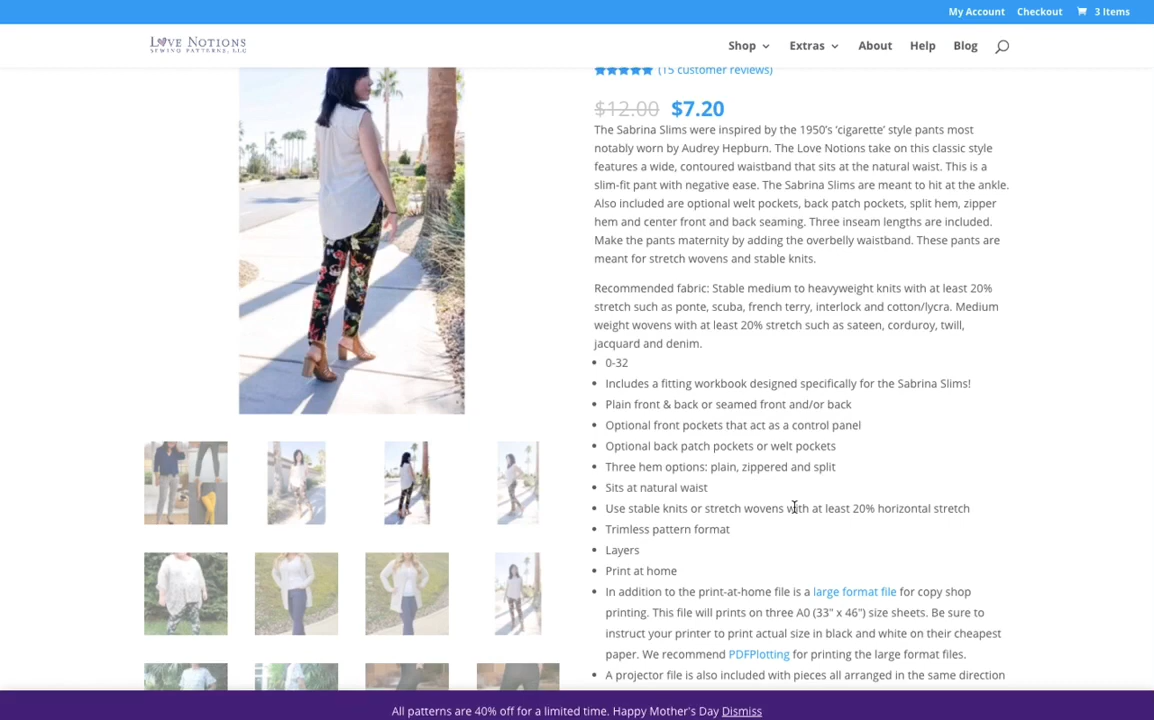 My Account
Checkout
3 Items
LOVE NOTIONS
SEWING PATTERNS, LLC
Shop
Extras
About
Help
Blog
(15 customer reviews)
$12.00 $7.20
The Sabrina Slims were inspired by the 1950's 'cigarette' style pants most
notably worn by Audrey Hepburn. The Love Notions take on this classic style
features a wide, contoured waistband that sits at the natural waist. This is a
slim-fit pant with negative ease. The Sabrina Slims are meant to hit at the ankle.
Also included are optional welt pockets, back patch pockets, split hem, zipper
hem and center front and back seaming. Three inseam lengths are included.
Make the pants maternity by adding the overbelly waistband. These pants are
meant for stretch wovens and stable knits.
Recommended fabric: Stable medium to heavyweight knits with at least 20%
stretch such as ponte, scuba, french terry, interlock and cotton/lycra. Medium
weight wovens with at least 20% stretch such as sateen, corduroy, twill,
jacquard and denim.
• 0-32
• Includes a fitting workbook designed specifically for the Sabrina Slims!
• Plain front & back or seamed front and/or back
• Optional front pockets that act as a control panel
• Optional back patch pockets or welt pockets
• Three hem options: plain, zippered and split
• Sits at natural waist
• Use stable knits or stretch wovens with at least 20% horizontal stretch
• Trimless pattern format
• Layers
• Print at home
• In addition to the print-at-home file is a large format file for copy shop
printing. This file will prints on three A0 (33" x 46") size sheets. Be sure to
instruct your printer to print actual size in black and white on their cheapest
paper. We recommend PDFPlotting for printing the large format files.
• A projector file is also included with pieces all arranged in the same direction
All patterns are 40% off for a limited time. Happy Mother's Day Dismiss